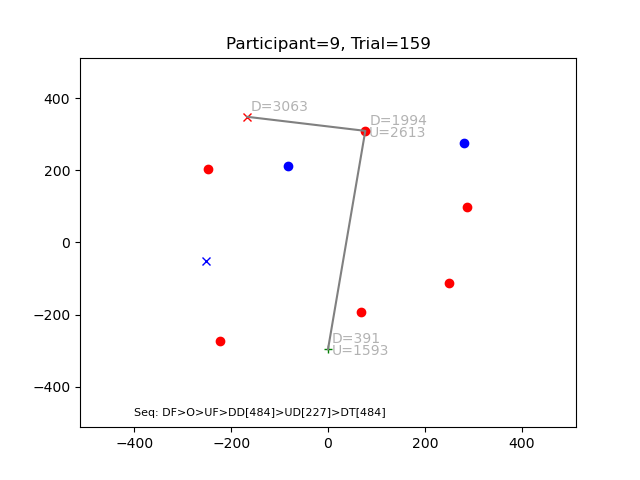 Participant=9, Trial=159
D=3063
D=1994
U=2613
D=391
U=1593
Seq: DF>O>UF>DD[484]>UD[227]>DT[484]
400
200
0
−200
−400
−400 −200 0 200 400